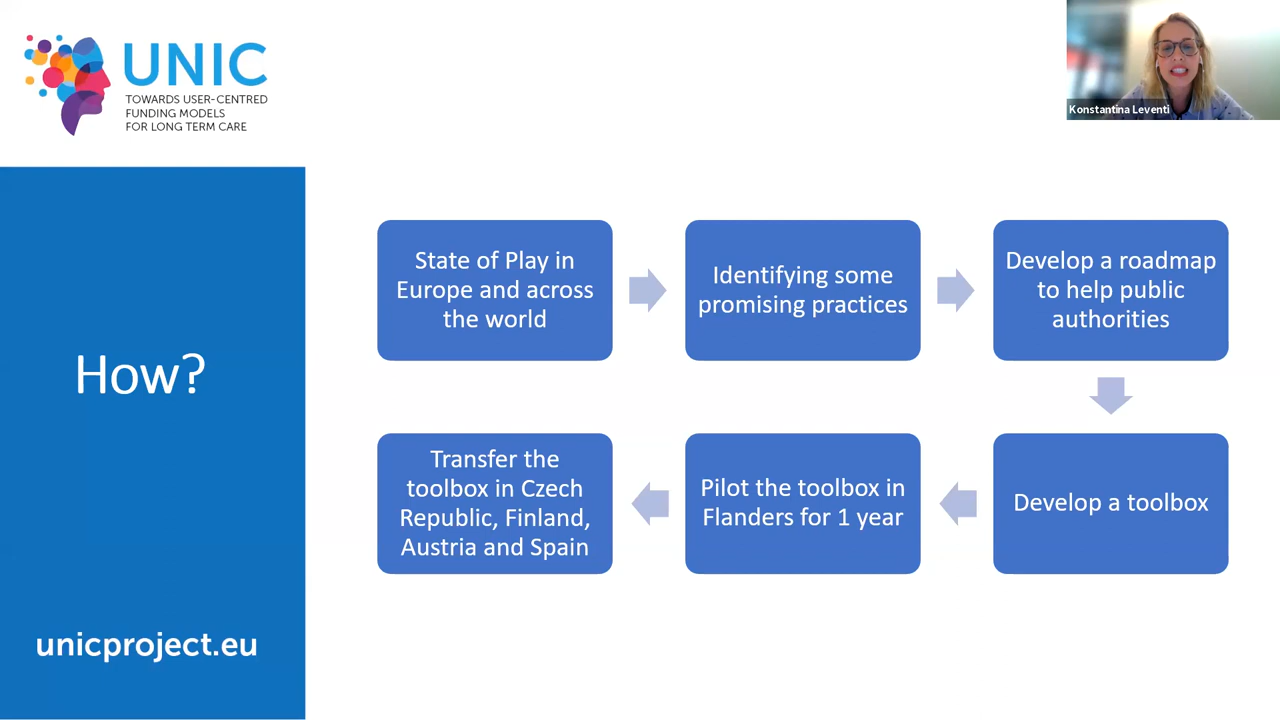 UNIC
TOWARDS USER-CENTRED
FUNDING MODELS
FOR LONG TERM CARE
Konstantina Leventi
How?
unicproject.eu
State of Play in
Europe and across
the world
Identifying some
promising practices
Develop a roadmap
to help public
authorities
Develop a toolbox
Pilot the toolbox in
Flanders for 1 year
Transfer the
toolbox in Czech
Republic, Finland,
Austria and Spain